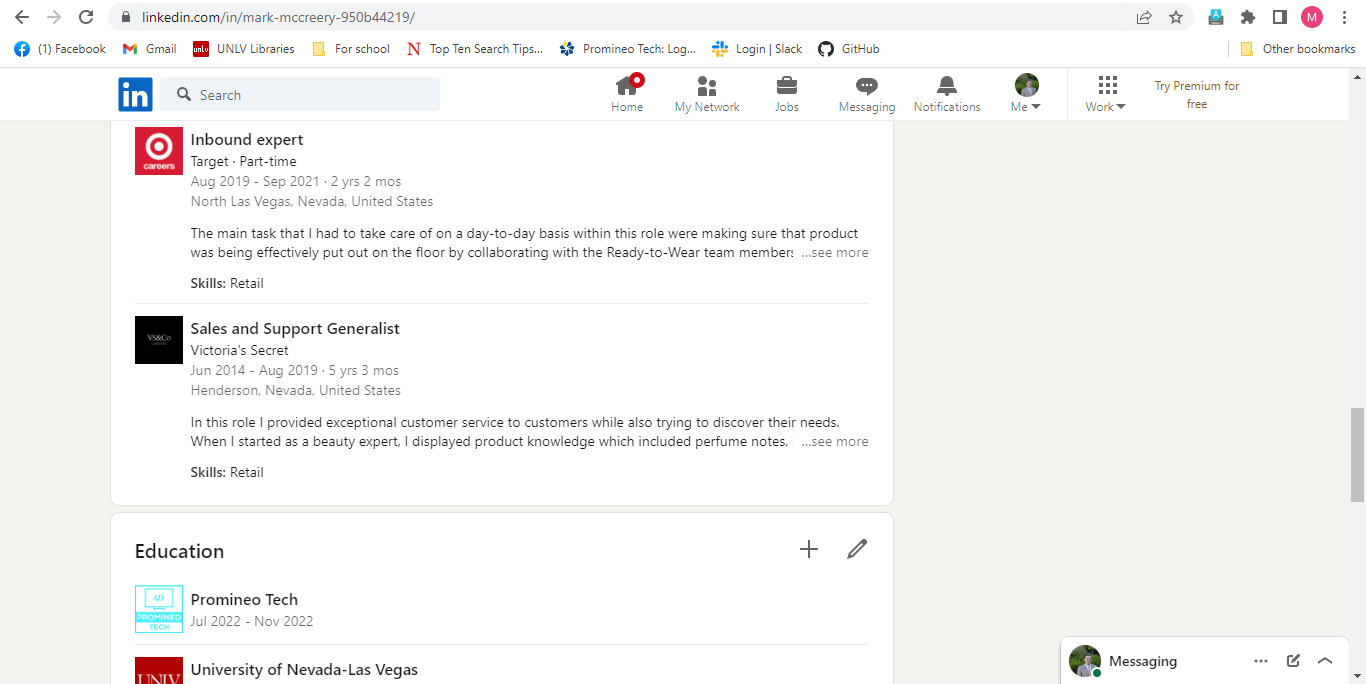 linkedin.com/in/mark-mccreery-950b44219/
M
(1) Facebook
Gmail
UNLV Libraries
For school
Top Ten Search Tips...
Promineo Tech: Log...
Login | Slack
GitHub
Other bookmarks
in
Search
Home
My Network
Jobs
Messaging
Notifications
Me
Work
Try Premium for
free
careers
Inbound expert
Target · Part-time
Aug 2019 - Sep 2021 · 2 yrs 2 mos
North Las Vegas, Nevada, United States
The main task that I had to take care of on a day-to-day basis within this role were making sure that product
was being effectively put out on the floor by collaborating with the Ready-to-Wear team members ...see more
Skills: Retail
VS&Co
Sales and Support Generalist
Victoria's Secret
Jun 2014 - Aug 2019 · 5 yrs 3 mos
Henderson, Nevada, United States
In this role I provided exceptional customer service to customers while also trying to discover their needs.
When I started as a beauty expert, I displayed product knowledge which included perfume notes, ...see more
Skills: Retail
Education
PROMINEO
TECH
Promineo Tech
Jul 2022 - Nov 2022
UNLV
University of Nevada-Las Vegas
Messaging